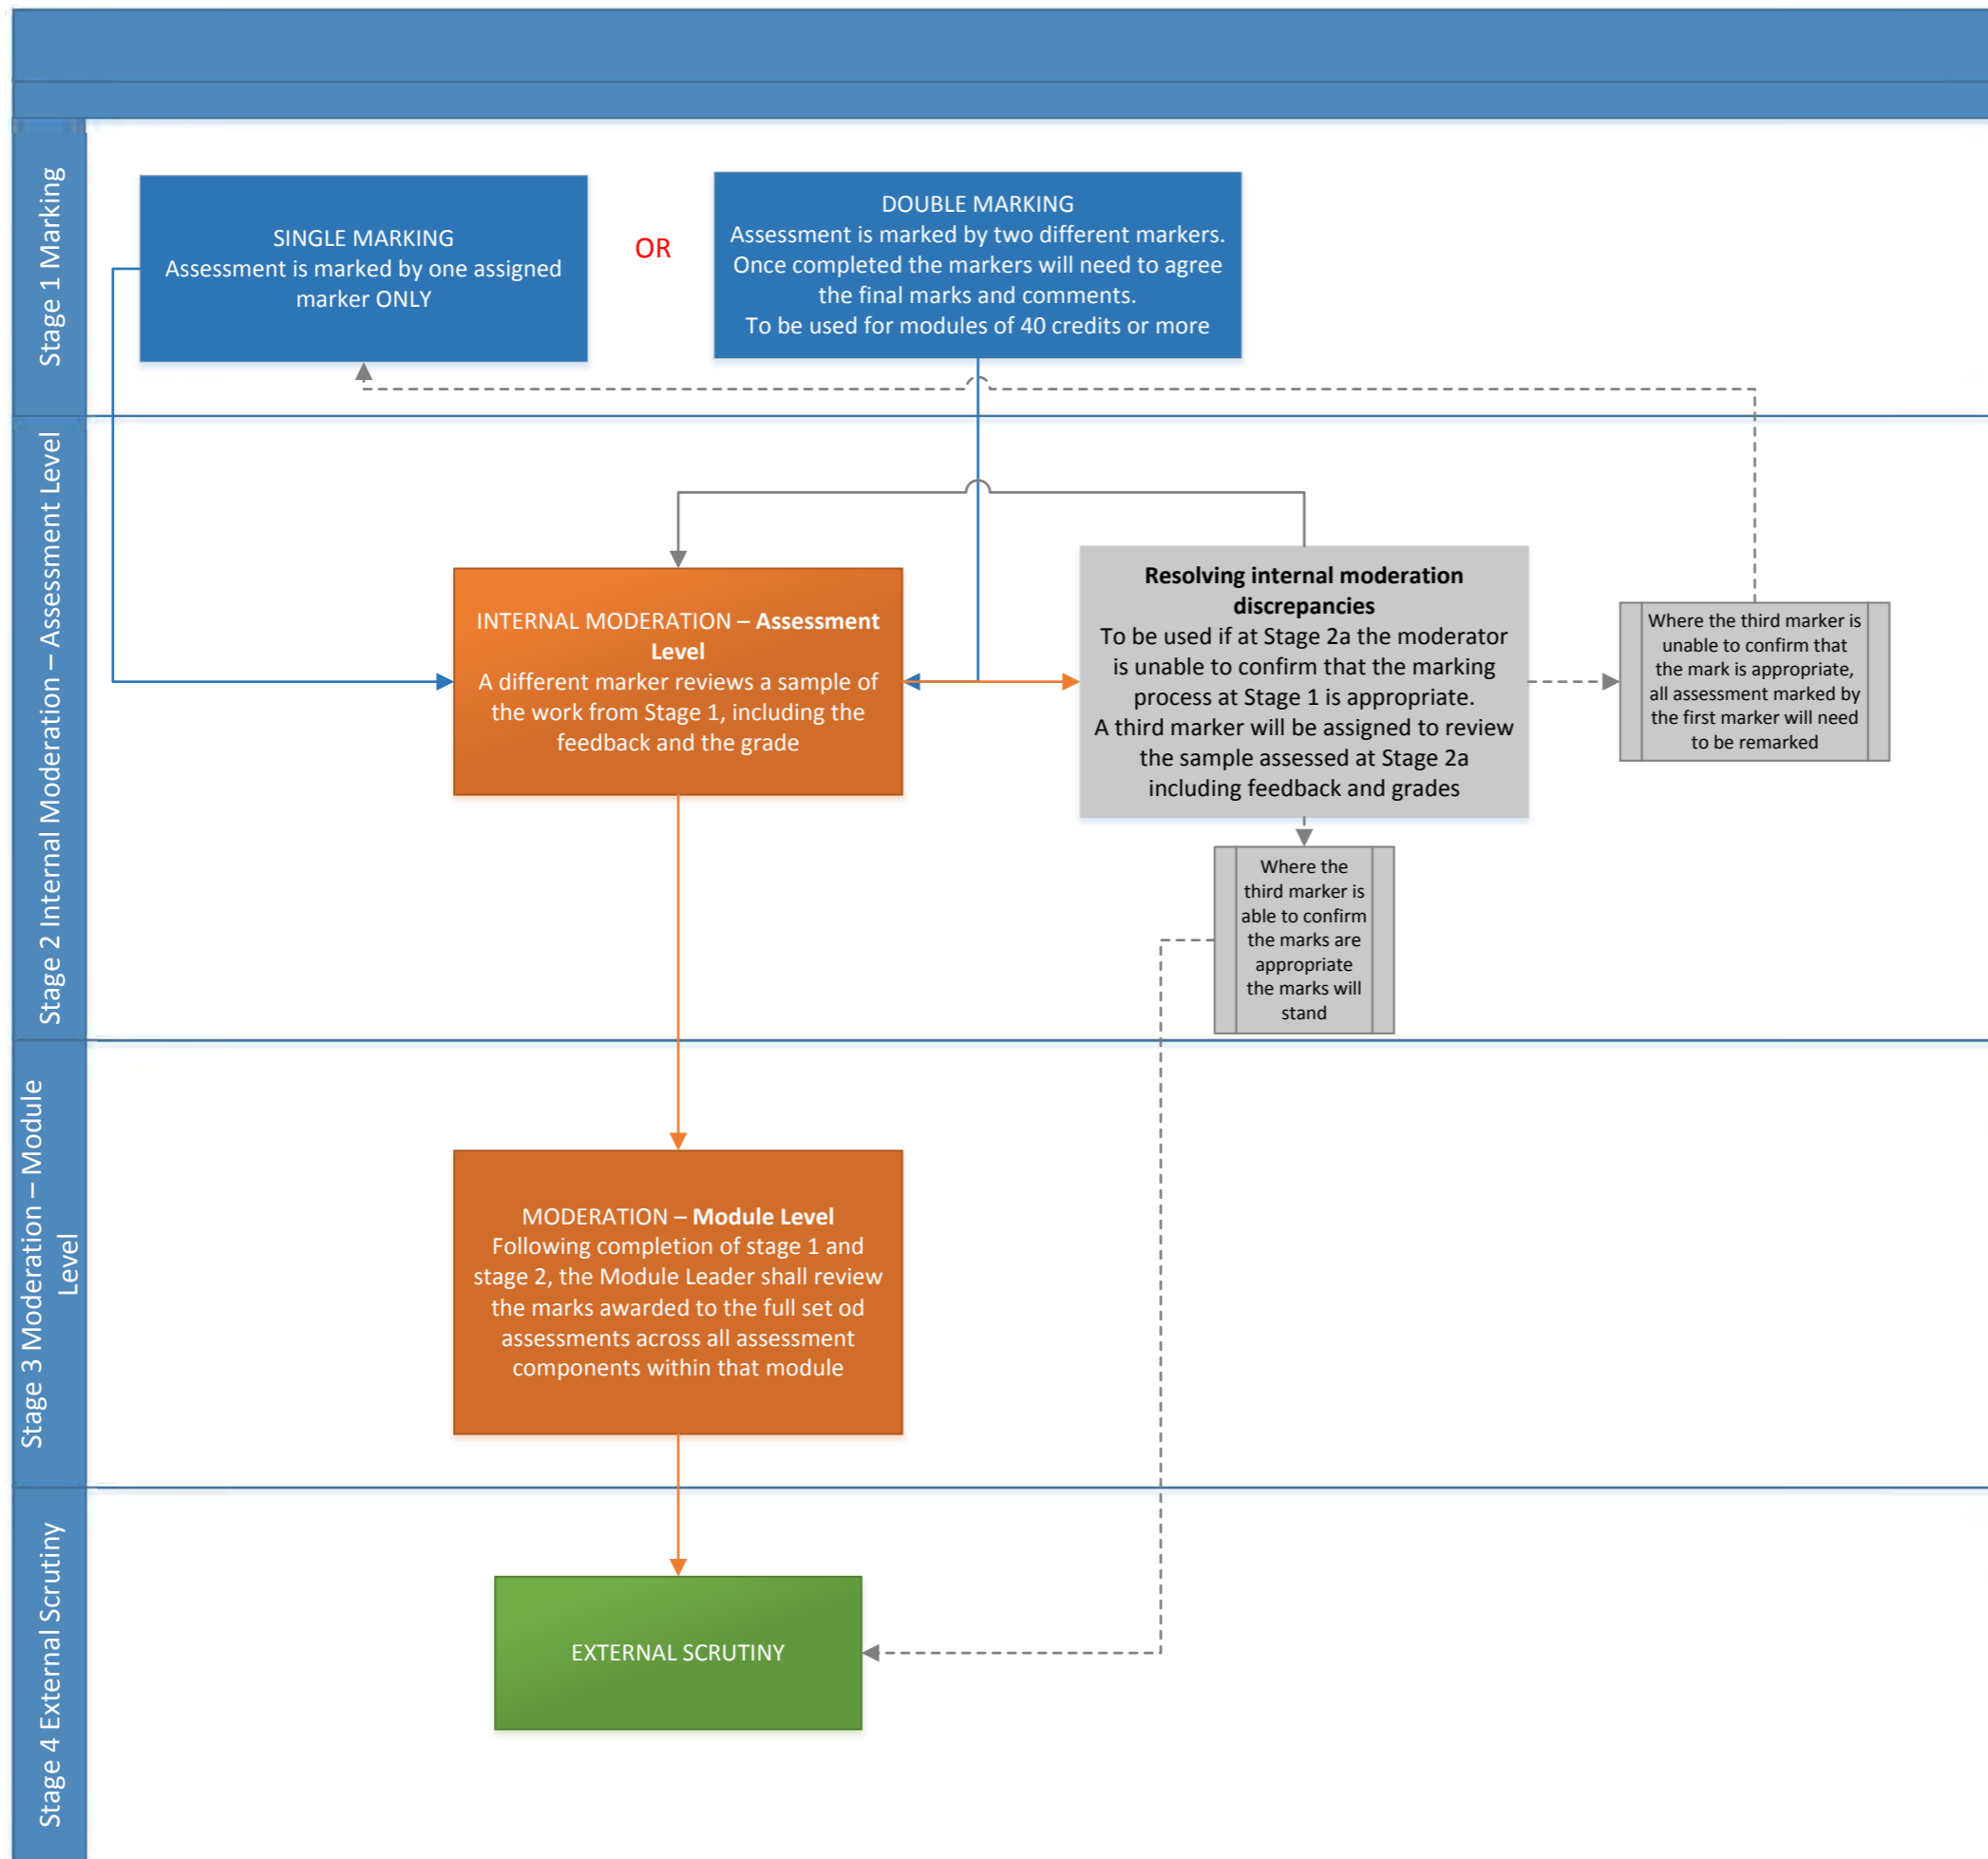 Stage 1 Marking
SINGLE MARKING
Assessment is marked by one assigned
marker ONLY
OR
DOUBLE MARKING
Assessment is marked by two different markers.
Once completed the markers will need to agree
the final marks and comments.
To be used for modules of 40 credits or more
Stage 2 Internal Moderation – Assessment Level
INTERNAL MODERATION – Assessment
Level
A different marker reviews a sample of
the work from Stage 1, including the
feedback and the grade
Resolving internal moderation
discrepancies
To be used if at Stage 2a the moderator
is unable to confirm that the marking
process at Stage 1 is appropriate.
A third marker will be assigned to review
the sample assessed at Stage 2a
including feedback and grades
Where the third marker is
unable to confirm that
the mark is appropriate,
all assessment marked by
the first marker will need
to be remarked
Where the
third marker is
able to confirm
the marks are
appropriate
the marks will
stand
Stage 3 Moderation – Module
Level
MODERATION – Module Level
Following completion of stage 1 and
stage 2, the Module Leader shall review
the marks awarded to the full set od
assessments across all assessment
components within that module
Stage 4 External Scrutiny
EXTERNAL SCRUTINY